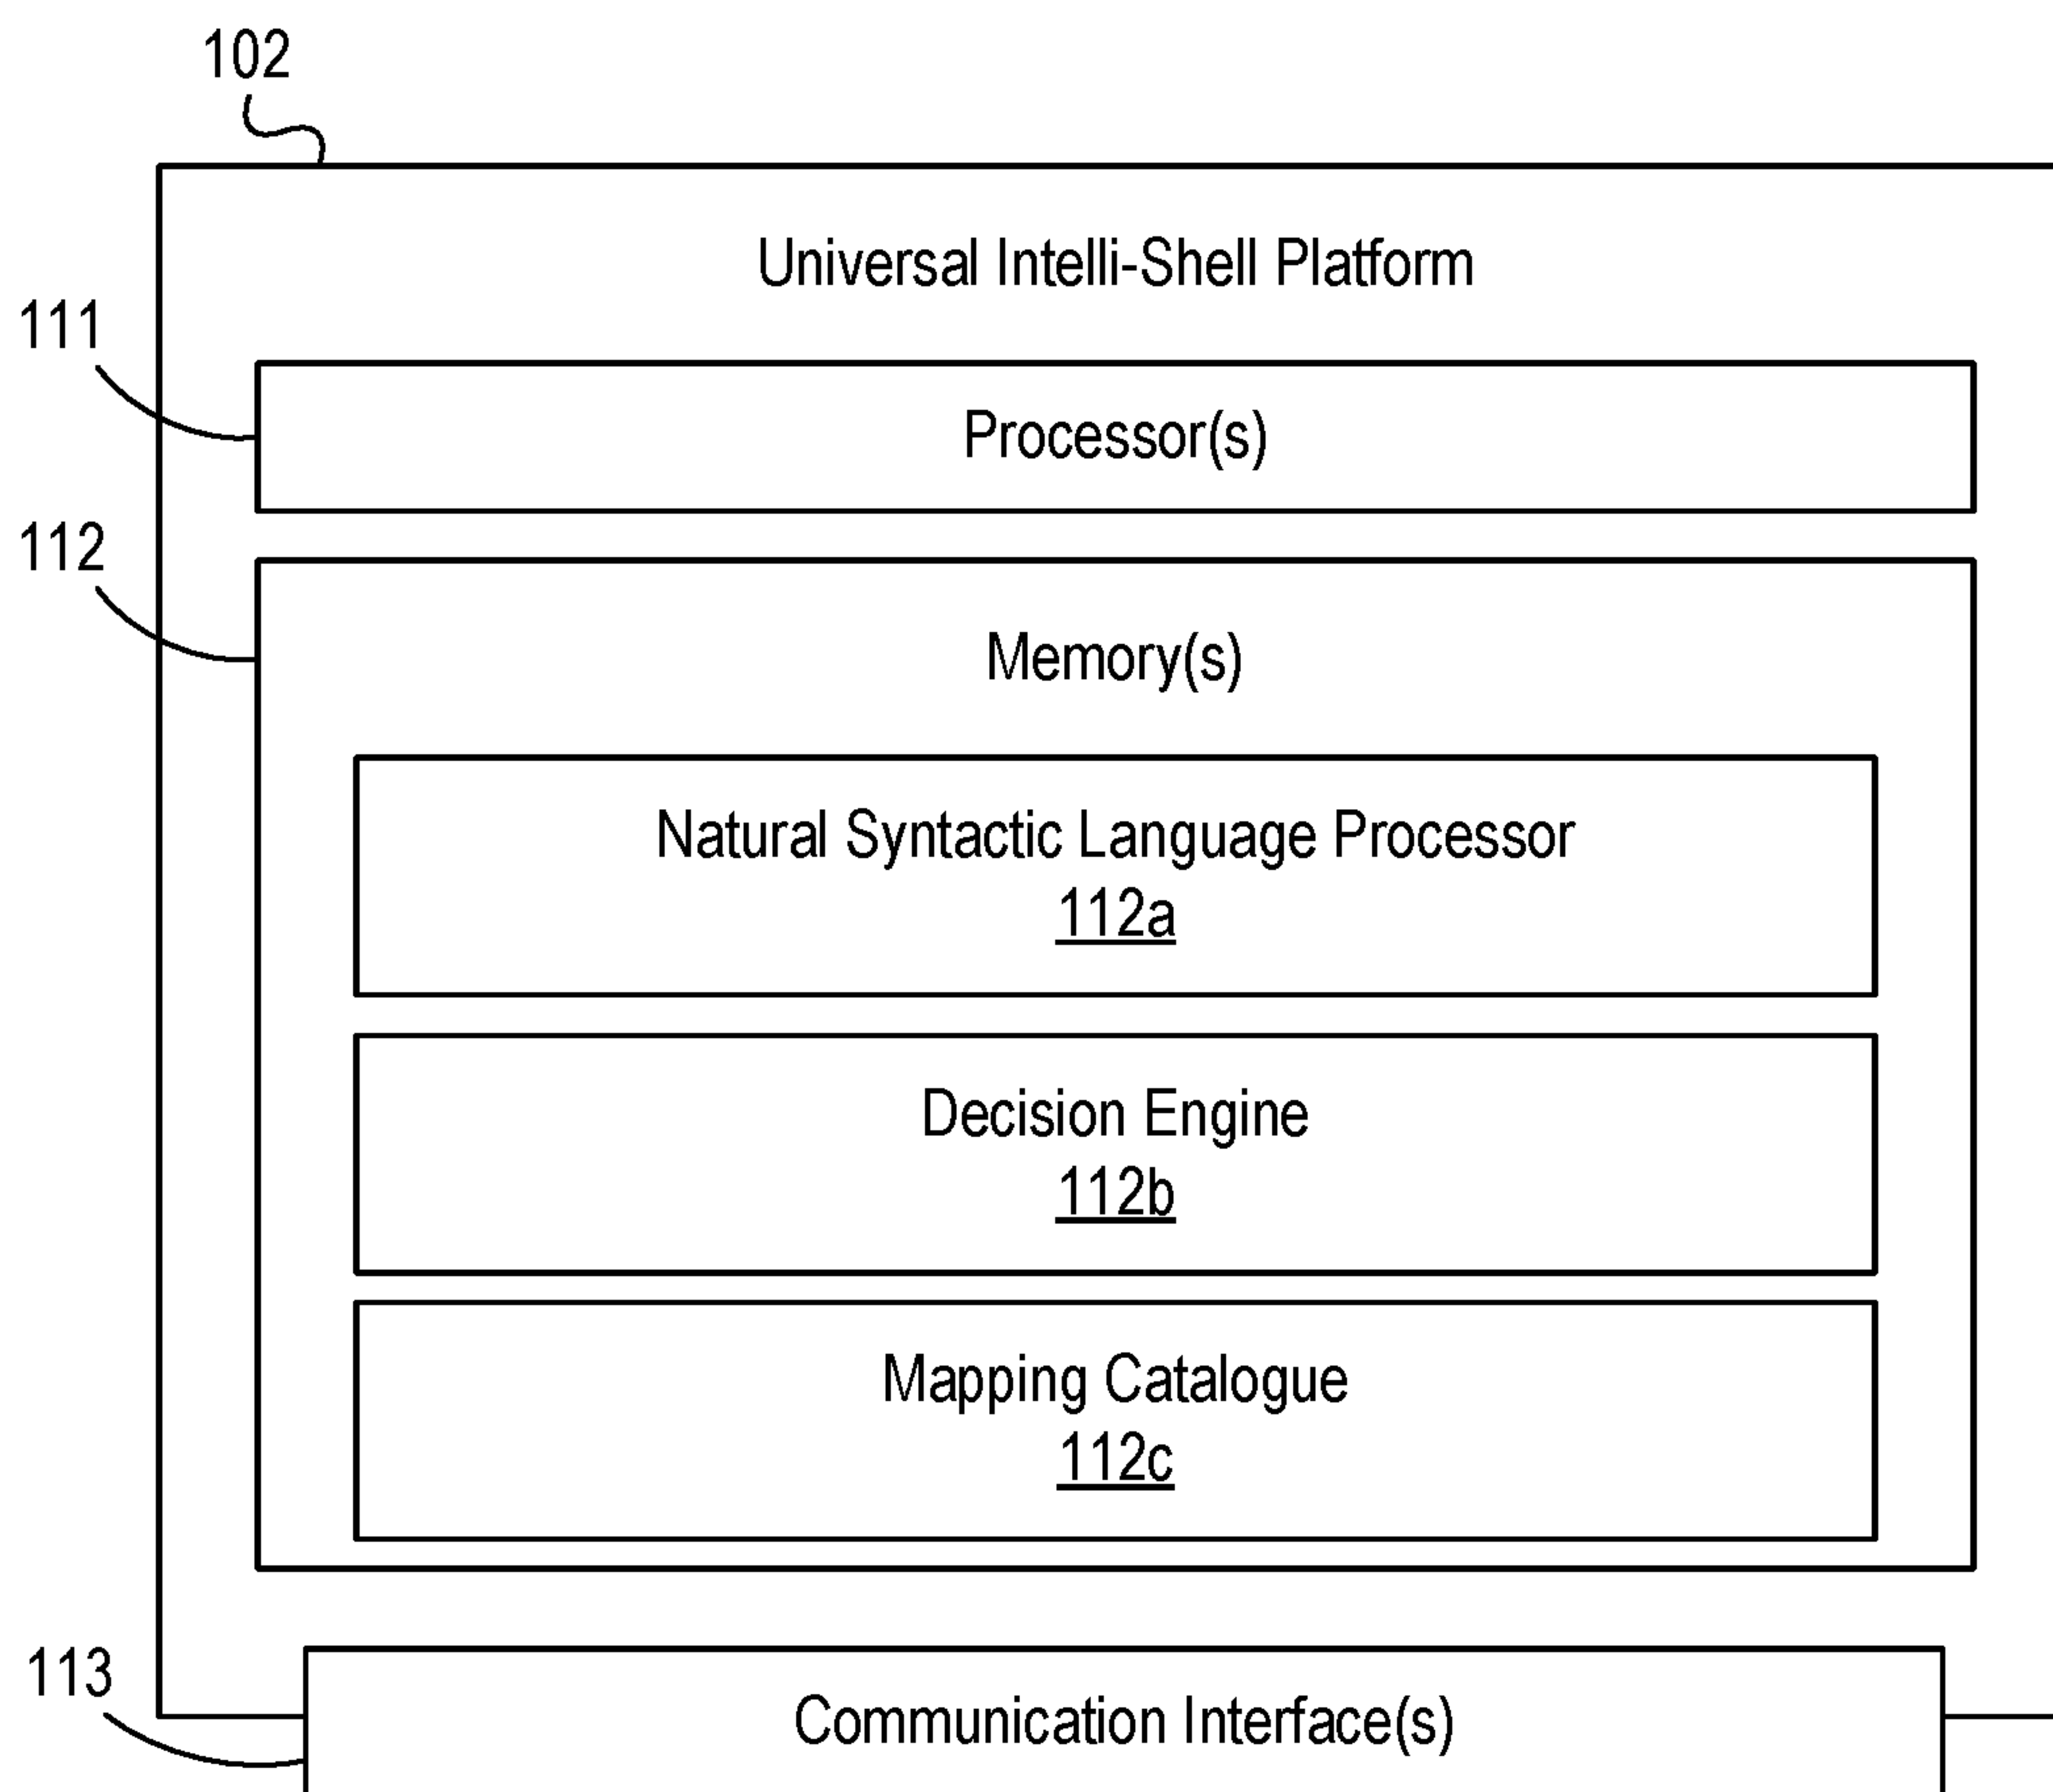 102
Universal Intelli-Shell Platform
111
Processor(s)
112
Memory(s)
Natural Syntactic Language Processor
112a
Decision Engine
112b
Mapping Catalogue
112c
113
Communication Interface(s)